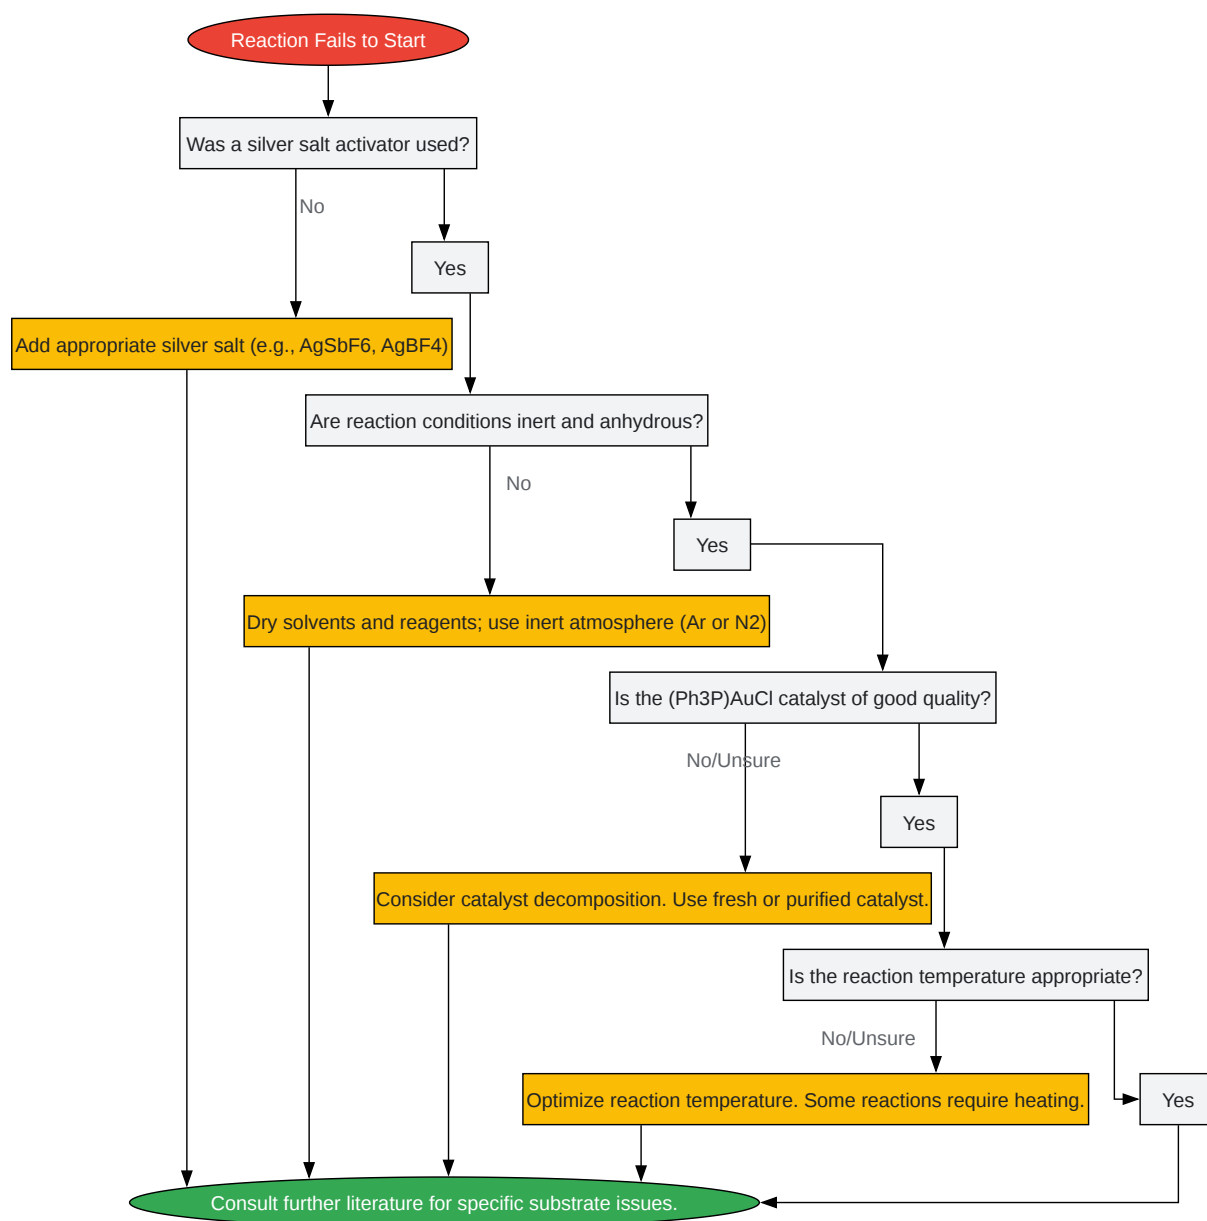 Reaction Fails to Start
Was a silver salt activator used?
No
Yes
Add appropriate silver salt (e.g., AgSbF6, AgBF4)
Are reaction conditions inert and anhydrous?
No
Yes
Dry solvents and reagents; use inert atmosphere (Ar or N2)
Is the (Ph3P)AuCl catalyst of good quality?
No/Unsure
Yes
Consider catalyst decomposition. Use fresh or purified catalyst.
Is the reaction temperature appropriate?
No/Unsure
Optimize reaction temperature. Some reactions require heating.
Yes
Consult further literature for specific substrate issues.